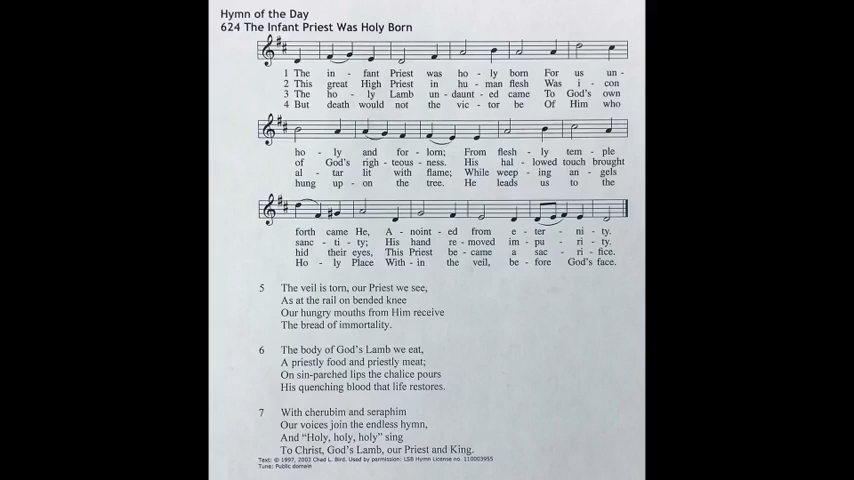 Hymn of the Day
624 The Infant Priest Was Holy Born
1 The in - fant Priest was ho - ly born For us un -
2 This great High Priest in hu - man flesh Was i - con
3 The ho - ly Lamb un - daunt - ed came To God's own
4 But death would not the vic - tor be Of Him who
ho - ly and for - lorn; From flesh - ly tem - ple
of God's righ - teous - ness. His hal - lowed touch brought
al - tar lit with flame; While weep - ing an - gels
hung up - on the tree. He leads us to the
forth came He, A - noint - ed from e - ter - ni - ty.
sanc - ti - ty; His hand re - moved im - pu - ri - ty.
hid their eyes, This Priest be - came a sac - ri - fice.
Ho - ly Place With - in the veil, be - fore God's face.
5 The veil is torn, our Priest we see,
As at the rail on bended knee
Our hungry mouths from Him receive
The bread of immortality.
6 The body of God's Lamb we eat,
A priestly food and priestly meat;
On sin-parched lips the chalice pours
His quenching blood that life restores.
7 With cherubim and seraphim
Our voices join the endless hymn,
And "Holy, holy, holy" sing
To Christ, God's Lamb, our Priest and King.
Text: © 1997, 2003 Chad L. Bird. Used by permission: LSB Hymn License no. 110003955
Tune: Public domain